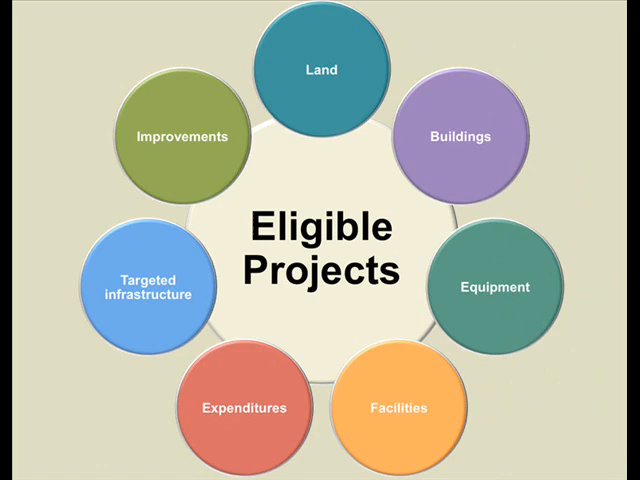 Land
Improvements
Buildings
Eligible
Projects
Targeted
infrastructure
Equipment
Expenditures
Facilities